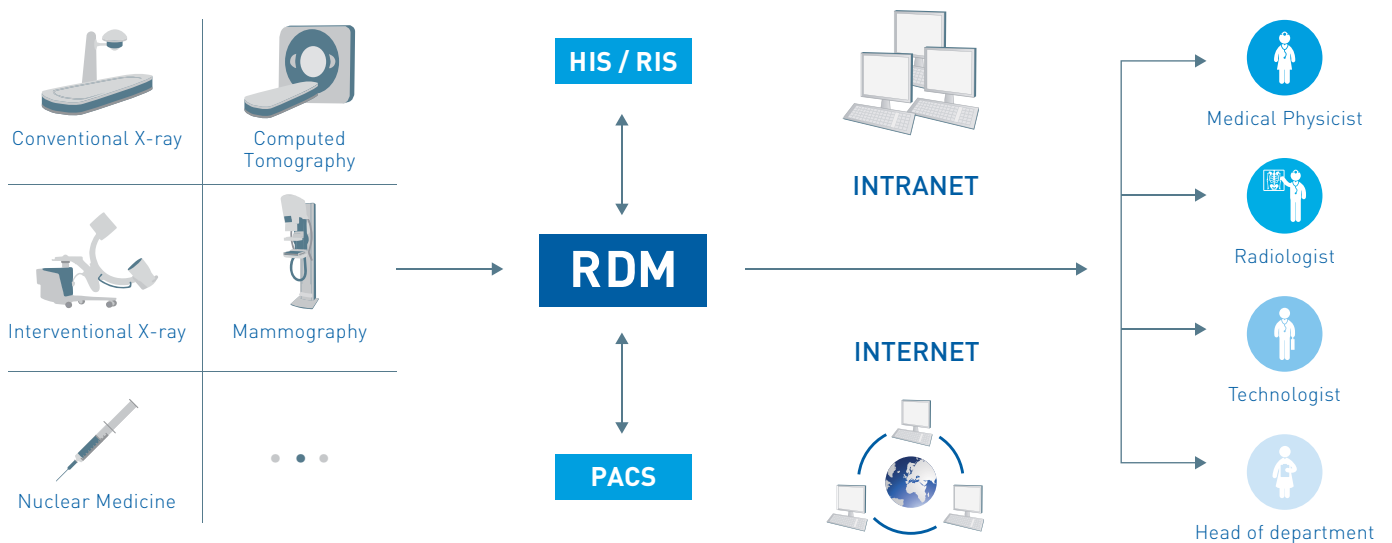 Conventional X-ray
Computed
Tomography
Interventional X-ray
Mammography
Nuclear Medicine
HIS / RIS
RDM
PACS
INTRANET
INTERNET
Medical Physicist
Radiologist
Technologist
Head of department